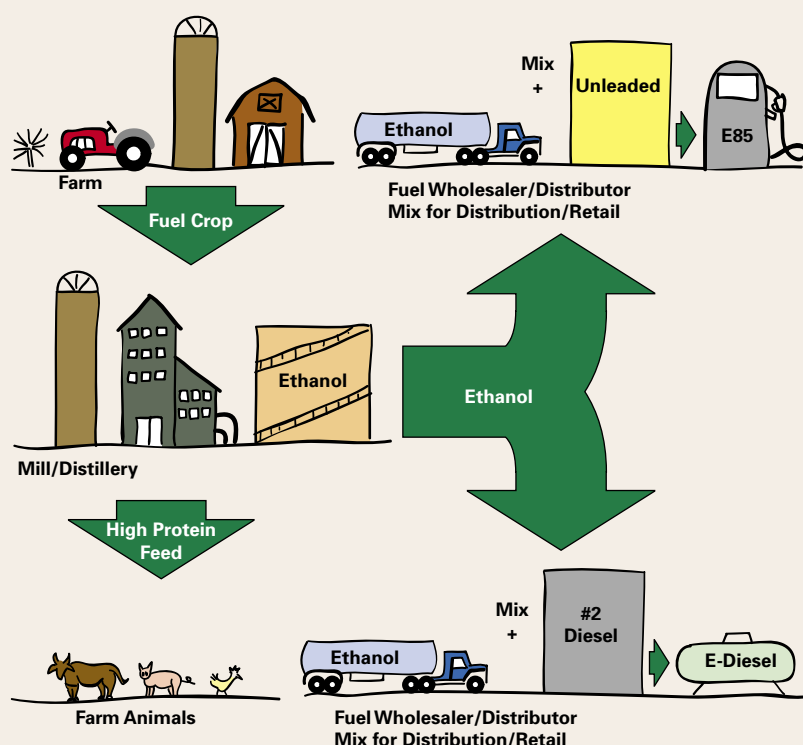 Mix
+
Unleaded
Ethanol
E85
Farm
Fuel Wholesaler/Distributor
Mix for Distribution/Retail
Fuel Crop
Ethanol
Ethanol
Mill/Distillery
High Protein
Feed
Mix
+
#2
Diesel
Ethanol
E-Diesel
Farm Animals
Fuel Wholesaler/Distributor
Mix for Distribution/Retail